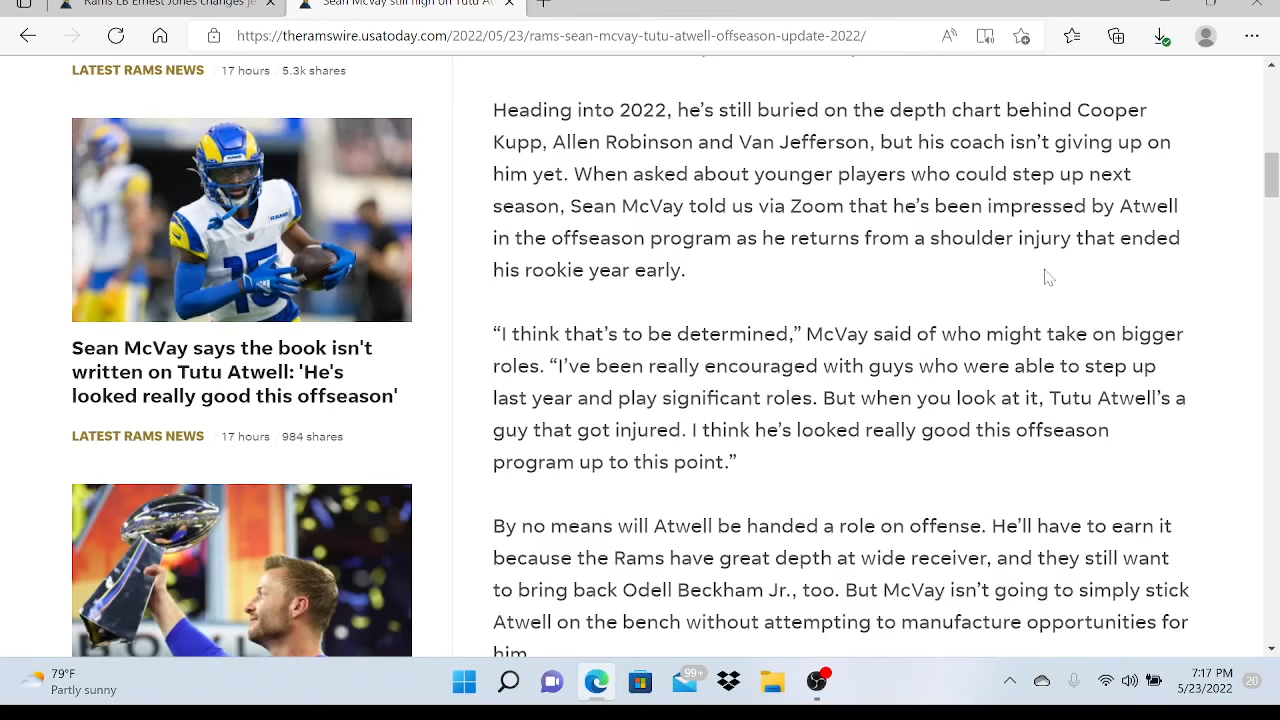 Rams CB Ernest Jones changes je
Sean McVay still high on Tutu At
https://theramswire.usatoday.com/2022/05/23/rams-sean-mcvay-tutu-atwell-offseason-update-2022/
LATEST RAMS NEWS 17 hours 5.3k shares
RAMS
15
Sean McVay says the book isn't
written on Tutu Atwell: 'He's
looked really good this offseason'
LATEST RAMS NEWS 17 hours 984 shares
Heading into 2022, he’s still buried on the depth chart behind Cooper
Kupp, Allen Robinson and Van Jefferson, but his coach isn’t giving up on
him yet. When asked about younger players who could step up next
season, Sean McVay told us via Zoom that he’s been impressed by Atwell
in the offseason program as he returns from a shoulder injury that ended
his rookie year early.
“I think that’s to be determined,” McVay said of who might take on bigger
roles. “I’ve been really encouraged with guys who were able to step up
last year and play significant roles. But when you look at it, Tutu Atwell’s a
guy that got injured. I think he’s looked really good this offseason
program up to this point.”
By no means will Atwell be handed a role on offense. He’ll have to earn it
because the Rams have great depth at wide receiver, and they still want
to bring back Odell Beckham Jr., too. But McVay isn’t going to simply stick
Atwell on the bench without attempting to manufacture opportunities for
him
79°F
Partly sunny
99+
7:17 PM
5/23/2022
20